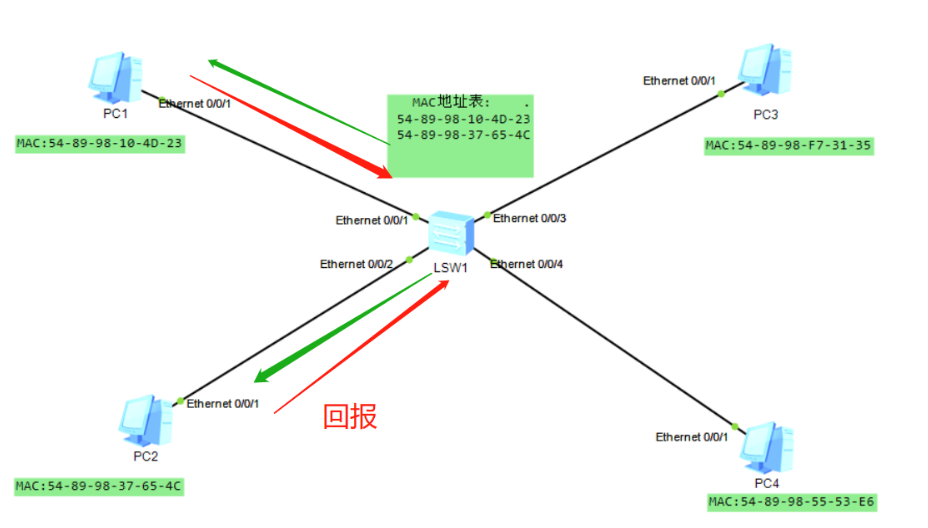 PC1
Ethernet 0/0/1
MAC:54-89-98-10-4D-23
MAC地址表: .
54-89-98-10-4D-23
54-89-98-37-65-4C
Ethernet 0/0/1
PC3
MAC:54-89-98-F7-31-35
Ethernet 0/0/1
Ethernet 0/0/3
Ethernet 0/0/2
LSW1
Ethernet 0/0/4
Ethernet 0/0/1
回报
PC2
MAC:54-89-98-37-65-4C
Ethernet 0/0/1
PC4
MAC:54-89-98-55-53-E6